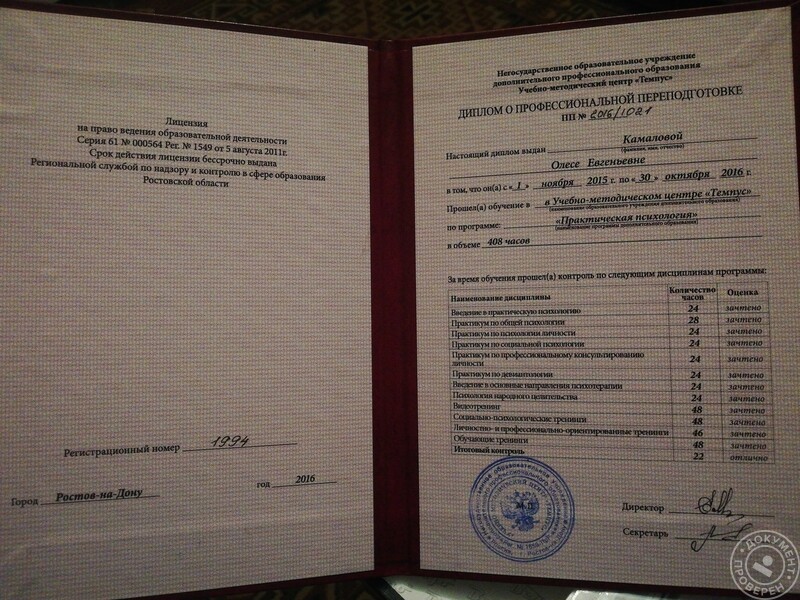 Лицензия
на право ведения образовательной деятельности
Серия 61 № 000564 Рег. № 1549 от 5 августа 2011г.
Срок действия лицензии бессрочно выдана
Региональной службой по надзору и контролю в сфере образования
Ростовской области
Регистрационный номер 1994
год 2016
Город Ростов-на-Дону
Негосударственное образовательное учреждение
дополнительного профессионального образования
Учебно-методический центр «Темпус»
ДИПЛОМ О ПРОФЕССИОНАЛЬНОЙ ПЕРЕПОДГОТОВКЕ
ПП № 2016/1021
Настоящий диплом выдан Камаловой
(фамилия, имя, отчество)
Олесе Евгеньевне
в том, что он(а) с «1» ноября 2015 г. по «30» октября 2016 г.
Прошел(а) обучение в в Учебно-методическом центре «Темпус»
(наименование образовательного учреждения дополнительного образования)
по программе: «Практическая психология»
(наименование программы дополнительного образования)
в объеме 408 часов
За время обучения прошел(а) контроль по следующим дисциплинам программы:
Наименование дисциплины Количество часов Оценка
Введение в практическую психологию 24 зачтено
Практикум по общей психологии 28 зачтено
Практикум по психологии личности 24 зачтено
Практикум по социальной психологии 24 зачтено
Практикум по профессиональному консультированию
личности 24 зачтено
Практикум по девиантологии 24 зачтено
Введение в основные направления психотерапии 24 зачтено
Психология народного целительства 24 зачтено
Видеотренинг 48 зачтено
Социально-психологические тренинги 48 зачтено
Личностно- и профессионально-ориентированные тренинги 46 зачтено
Обучающие тренинги 48 зачтено
Итоговый контроль 22 отлично
М.П.
Директор
Секретарь
ДОКУМЕНТ
ПРОВЕРЕН